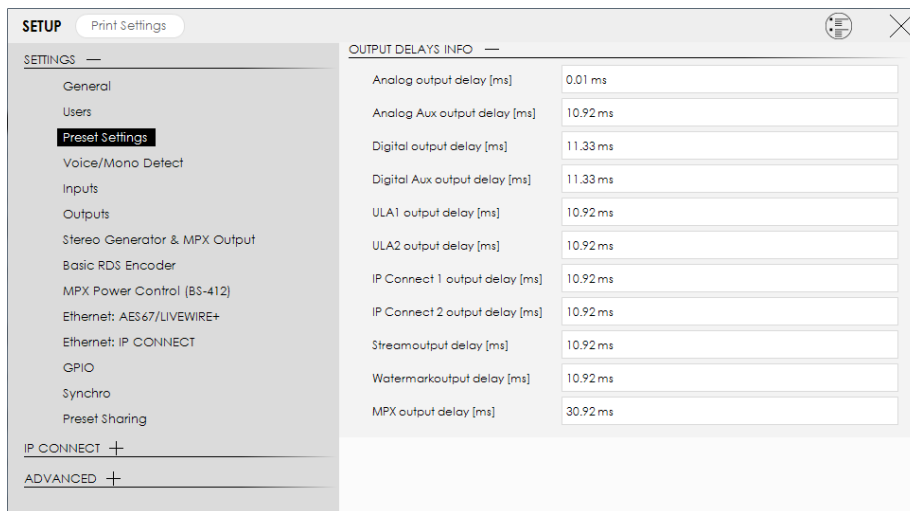 SETUP Print Settings
SETTINGS
General
Users
Preset Settings
Voice/Mono Detect
Inputs
Outputs
Stereo Generator & MPX Output
Basic RDS Encoder
MPX Power Control (BS-412)
Ethernet: AES67/LIVEWIRE+
Ethernet: IP CONNECT
GPIO
Synchro
Preset Sharing
IP CONNECT
ADVANCED
OUTPUT DELAYS INFO
Analog output delay [ms] 0.01 ms
Analog Aux output delay [ms] 10.92 ms
Digital output delay [ms] 11.33 ms
Digital Aux output delay [ms] 11.33 ms
ULA1 output delay [ms] 10.92 ms
ULA2 output delay [ms] 10.92 ms
IP Connect 1 output delay [ms] 10.92 ms
IP Connect 2 output delay [ms] 10.92 ms
Streamoutput delay [ms] 10.92 ms
Watermarkoutput delay [ms] 10.92 ms
MPX output delay [ms] 30.92 ms